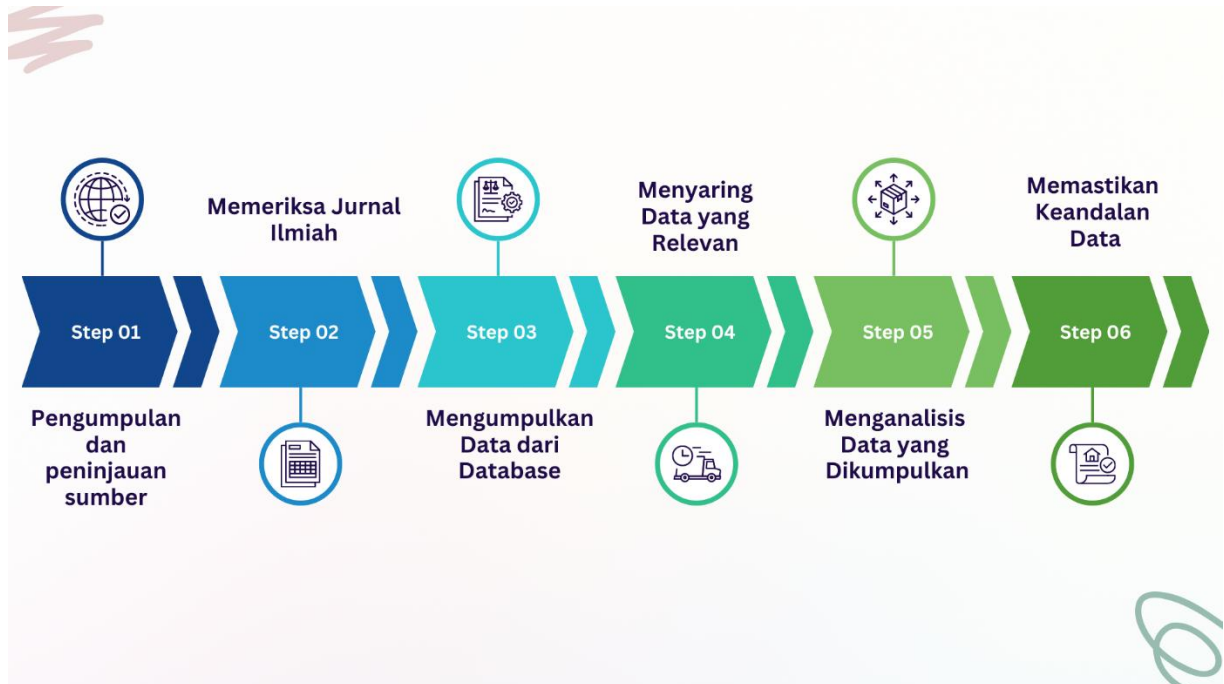 Step 01
Pengumpulan
dan
peninjauan
sumber
Memeriksa Jurnal
Ilmiah
Step 02
Step 03
Mengumpulkan
Data dari
Database
Menyaring
Data yang
Relevan
Step 04
Step 05
Menganalisis
Data yang
Dikumpulkan
Memastikan
Keandalan
Data
Step 06